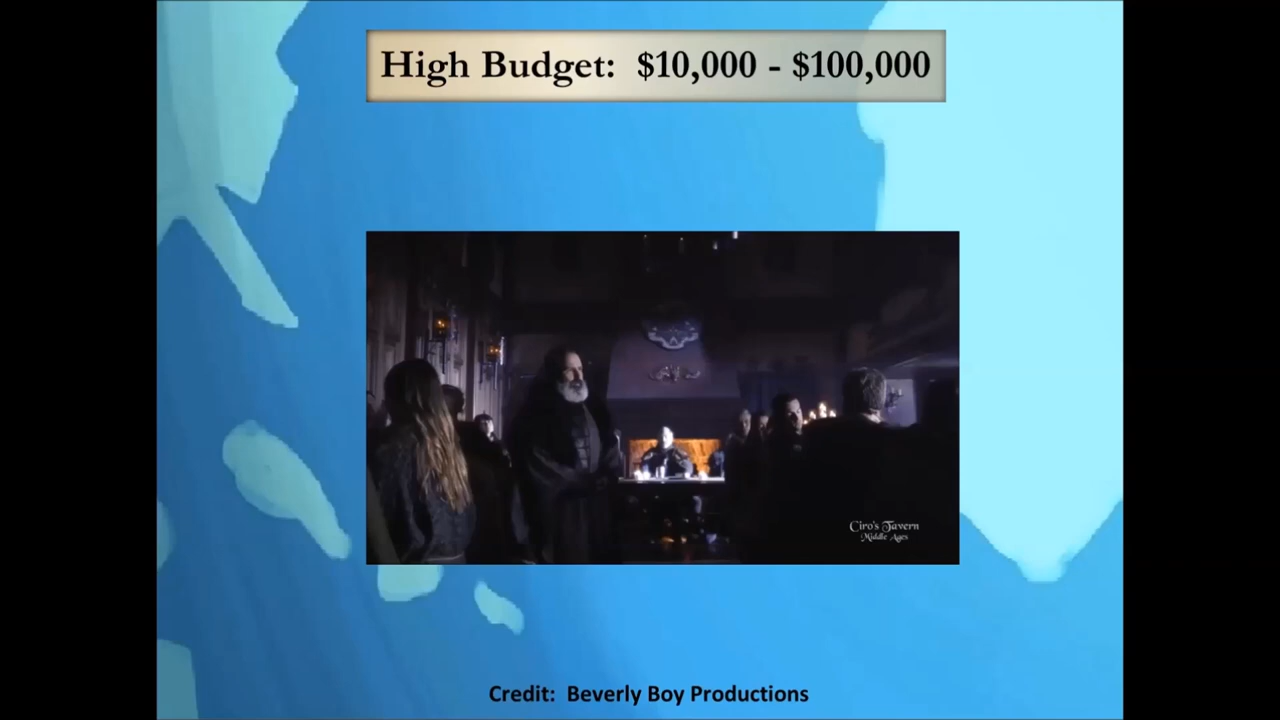 High Budget:  $10,000 - $100,000
Ciro's Tavern
Middle Ages
Credit:  Beverly Boy Productions